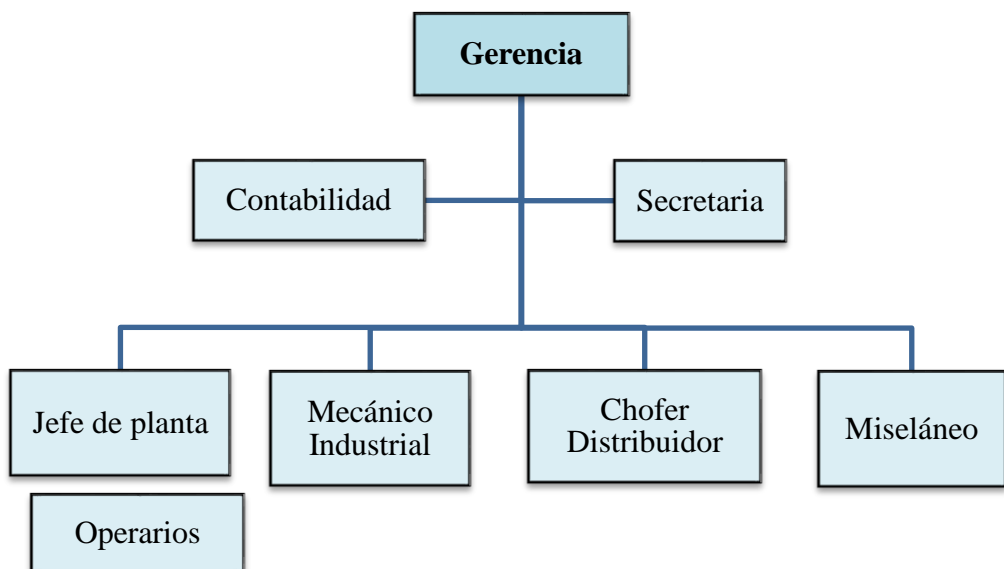 Gerencia
Contabilidad
Secretaria
Jefe de planta
Mecánico
Industrial
Chofer
Distribuidor
Miseláneo
Operarios